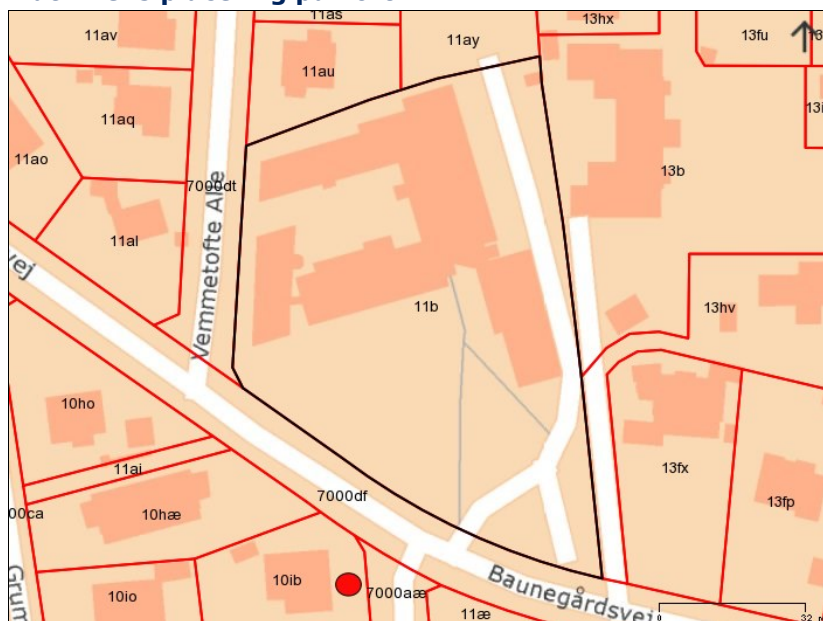 11av
11as
11ay
13hx
13fu
11au
11aq
11ao
13b
7000dt
11al
Vemmetofte Alle
vej
11b
13hv
10ho
11ai
13fx
7000df
13fp
10hæ
10ib
7000aæ
Baunegårdsvej
10io
11æ
0
32